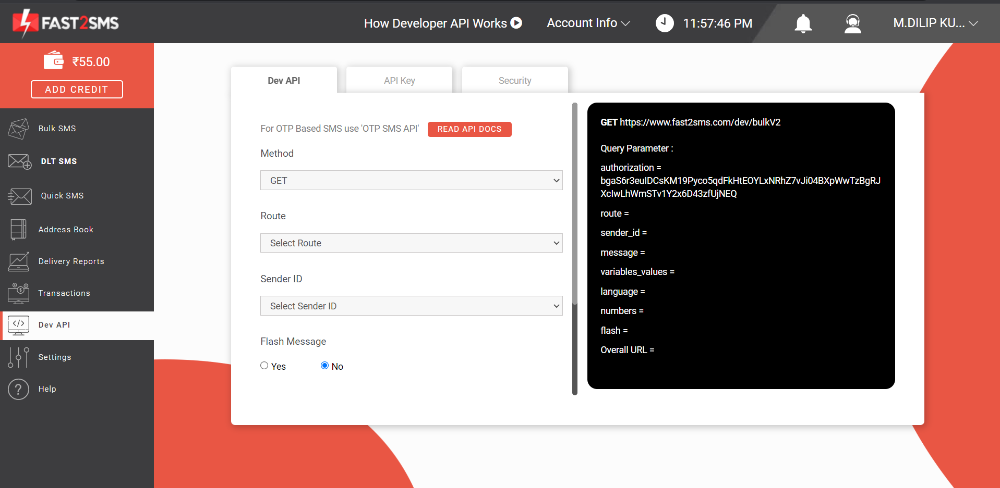 FAST2SMS
How Developer API Works
Account Info
11:57:46 PM
M.DILIP KU...
₹55.00
ADD CREDIT
Bulk SMS
DLT SMS
Quick SMS
Address Book
Delivery Reports
Transactions
Dev API
Settings
Help
Dev API
API Key
Security
For OTP Based SMS use 'OTP SMS API'
READ API DOCS
Method
GET
Route
Select Route
Sender ID
Select Sender ID
Flash Message
Yes
No
GET https://www.fast2sms.com/dev/bulkV2
Query Parameter :
authorization =
bgaS6r3euIDCsKM19Pyco5qdFkHtEOYLxNRhZ7vJi04BXpWwTzBgRJ
XcIwLhWmSTv1Y2x6D43zfUjNEQ
route =
sender_id =
message =
variables_values =
language =
numbers =
flash =
Overall URL =